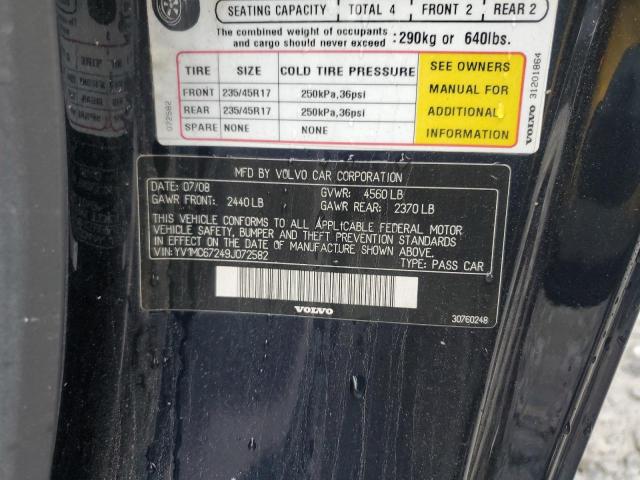 SEATING CAPACITY TOTAL 4 FRONT 2 REAR 2
The combined weight of occupants and cargo should never exceed :290kg or 640lbs.
TIRE SIZE COLD TIRE PRESSURE
FRONT 235/45R17 250kPa,36psi
REAR 235/45R17 250kPa,36psi
SPARE NONE NONE
SEE OWNERS
MANUAL FOR
ADDITIONAL
INFORMATION
072582
VOLVO 31201864
MFD BY VOLVO CAR CORPORATION
DATE: 07/08 GVWR: 4560 LB
GAWR FRONT: 2440 LB GAWR REAR: 2370 LB
THIS VEHICLE CONFORMS TO ALL APPLICABLE FEDERAL MOTOR
VEHICLE SAFETY, BUMPER AND THEFT PREVENTION STANDARDS
IN EFFECT ON THE DATE OF MANUFACTURE SHOWN ABOVE.
VIN:YV1MC67249J072582 TYPE: PASS CAR
VOLVO
30760248